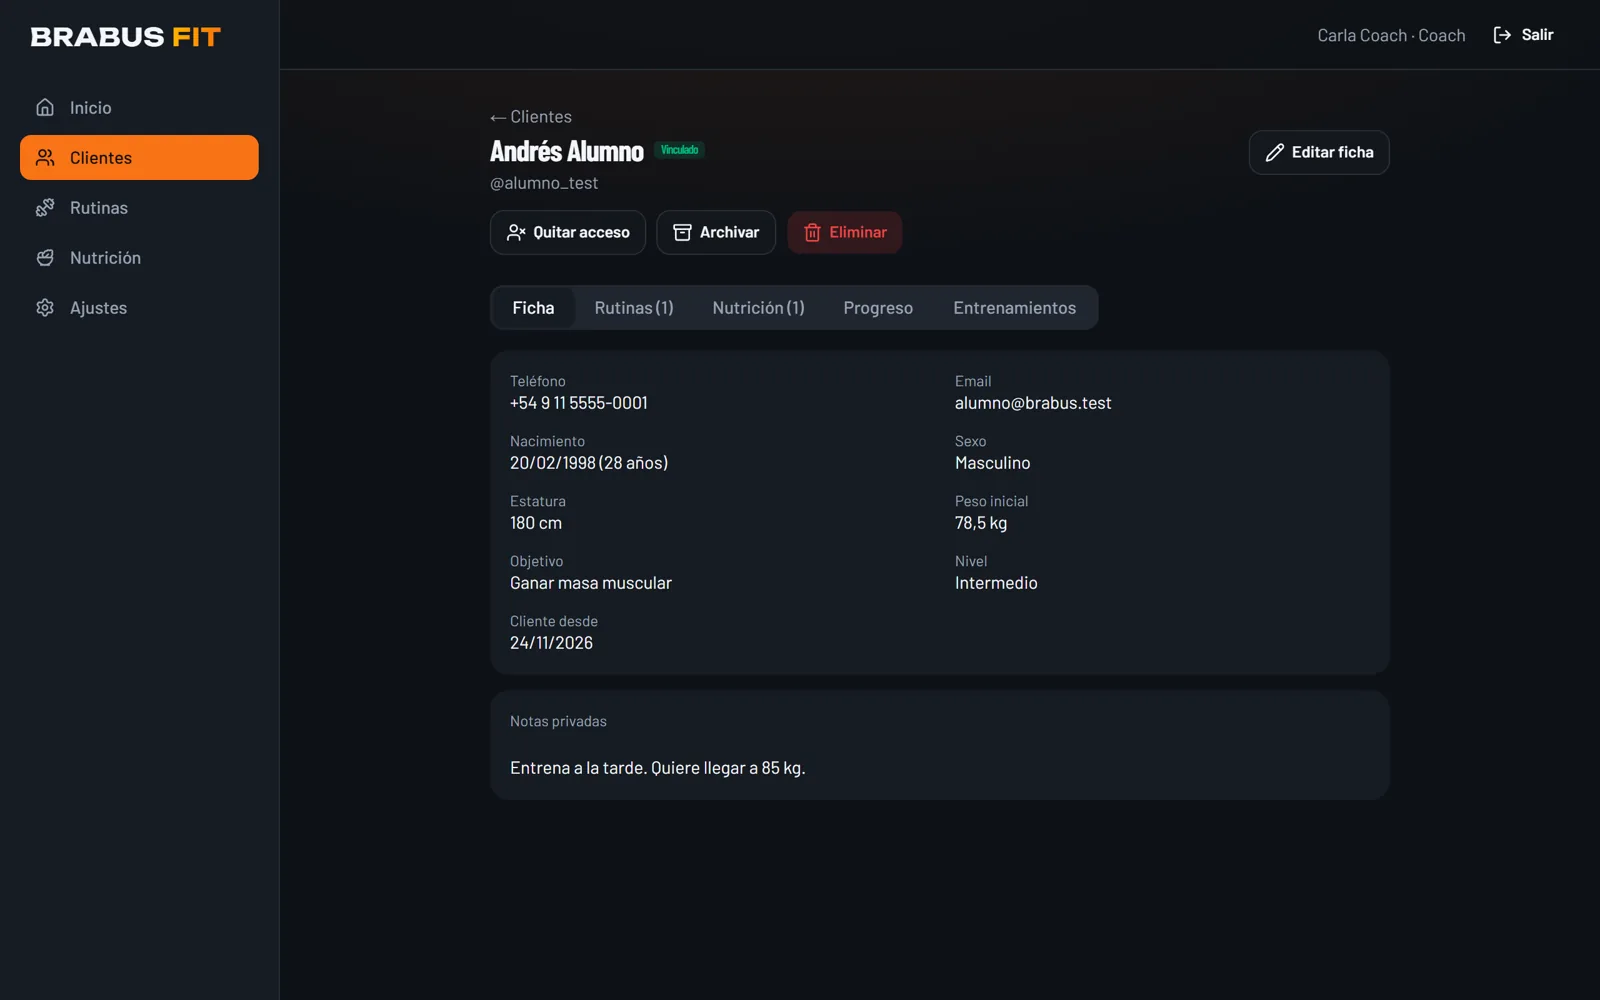 BRABUS FIT
Carla Coach · Coach
Salir
Inicio
Clientes
Rutinas
Nutrición
Ajustes
← Clientes
Andrés Alumno Vinculado
@alumno_test
Editar ficha
Quitar acceso Archivar Eliminar
Ficha Rutinas (1) Nutrición (1) Progreso Entrenamientos
Teléfono
+54 9 11 5555-0001
Email
alumno@brabus.test
Nacimiento
20/02/1998 (28 años)
Sexo
Masculino
Estatura
180 cm
Peso inicial
78,5 kg
Objetivo
Ganar masa muscular
Nivel
Intermedio
Cliente desde
24/11/2026
Notas privadas
Entrena a la tarde. Quiere llegar a 85 kg.